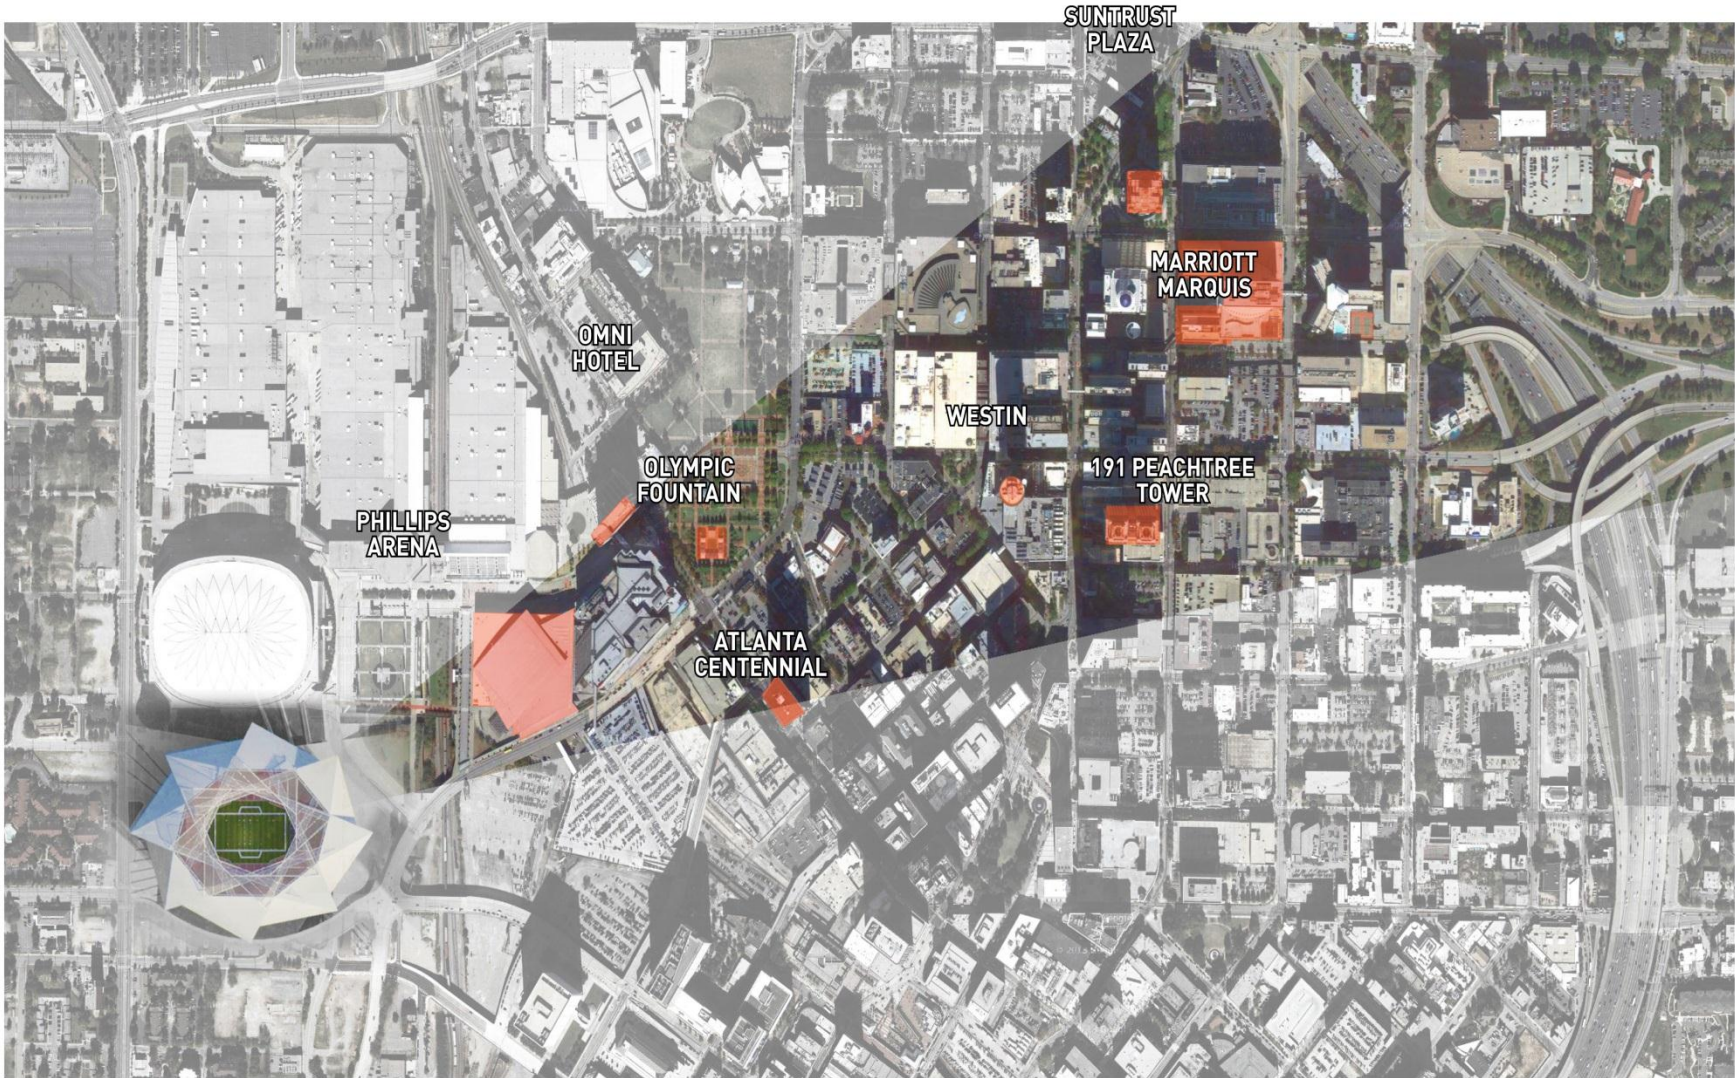 SUNTRUST
PLAZA
MARRIOTT
MARQUIS
OMNI
HOTEL
WESTIN
OLYMPIC
FOUNTAIN
191 PEACHTREE
TOWER
PHILLIPS
ARENA
ATLANTA
CENTENNIAL